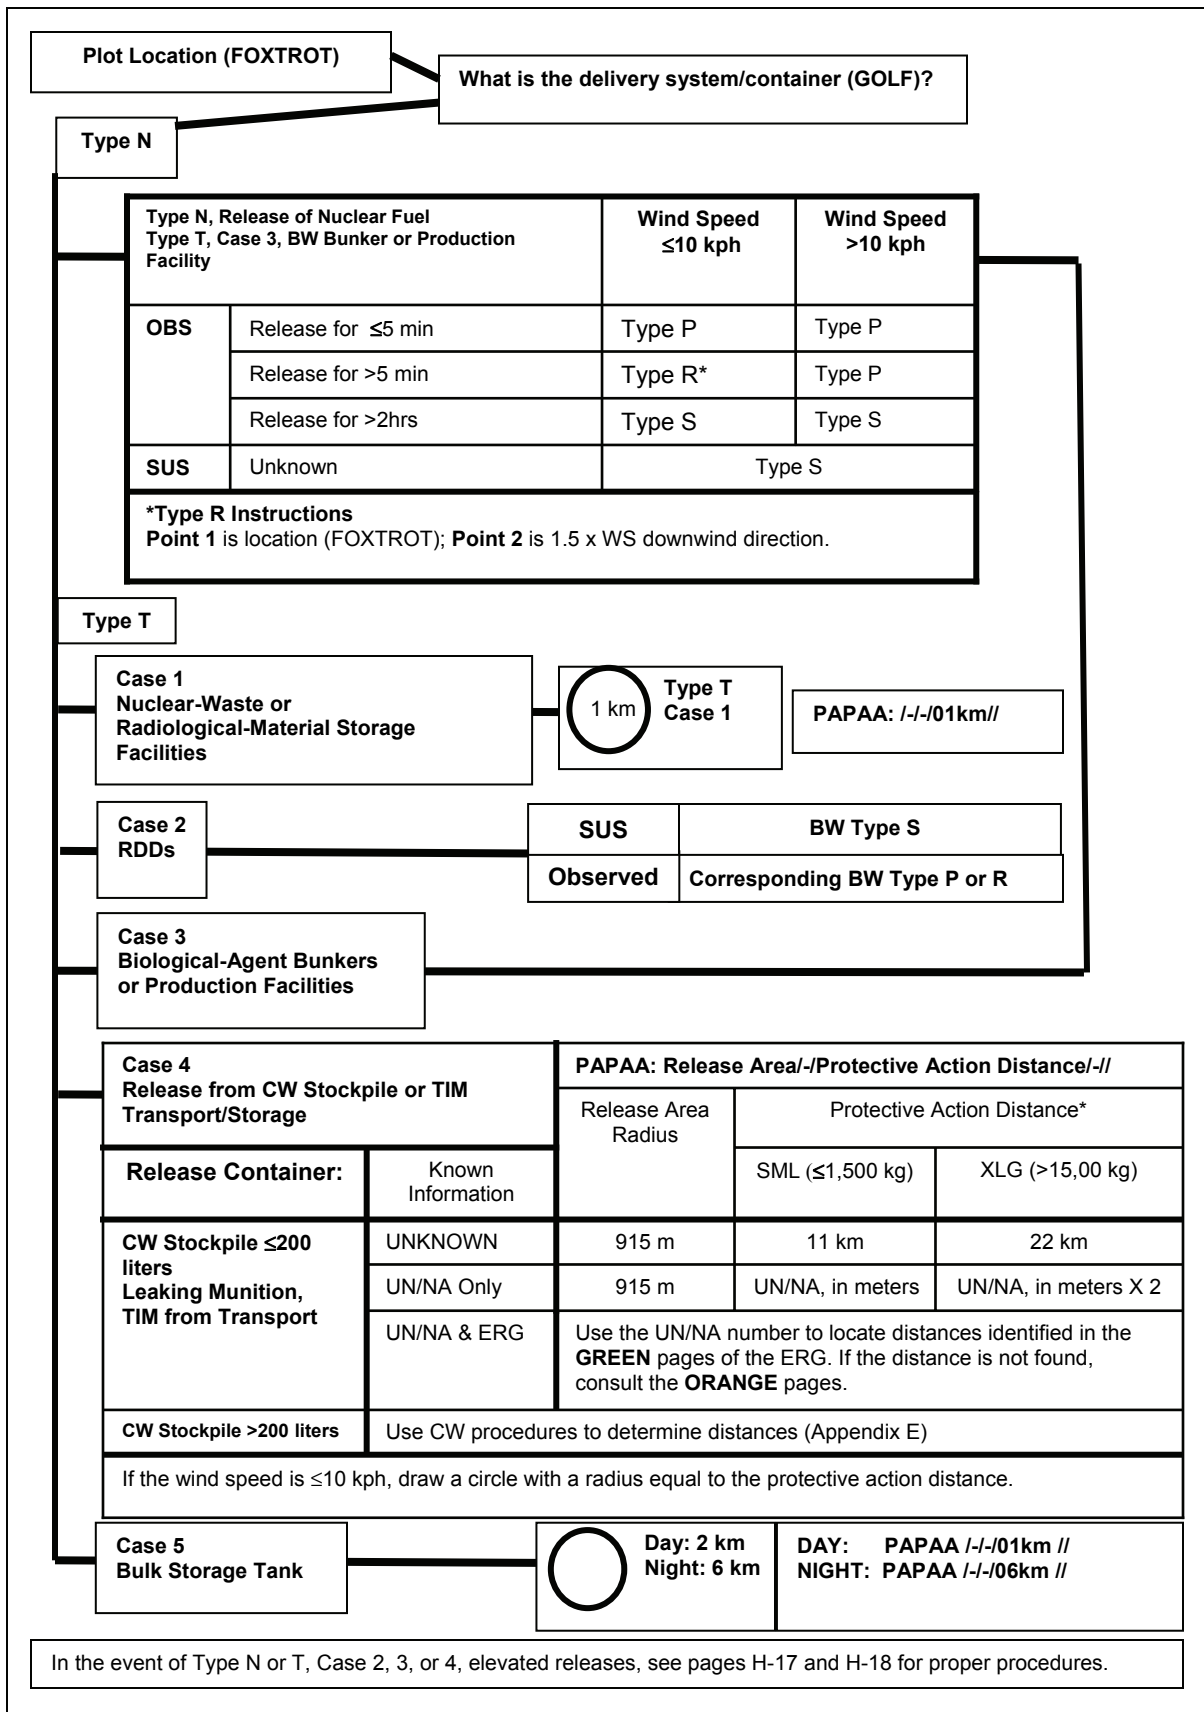 Plot Location (FOXTROT)
What is the delivery system/container (GOLF)?
Type N
Type N, Release of Nuclear Fuel
Type T, Case 3, BW Bunker or Production
Facility
Wind Speed
≤10 kph
Wind Speed
>10 kph
OBS
Release for ≤5 min
Type P
Type P
Release for >5 min
Type R*
Type P
Release for >2hrs
Type S
Type S
SUS
Unknown
Type S
*Type R Instructions
Point 1 is location (FOXTROT); Point 2 is 1.5 x WS downwind direction.
Type T
Case 1
Nuclear-Waste or
Radiological-Material Storage
Facilities
1 km
Type T
Case 1
PAPAA: /-/-/01km//
Case 2
RDDs
SUS
BW Type S
Observed
Corresponding BW Type P or R
Case 3
Biological-Agent Bunkers
or Production Facilities
Case 4
Release from CW Stockpile or TIM
Transport/Storage
PAPAA: Release Area/-/Protective Action Distance/-//
Release Area
Radius
Protective Action Distance*
Release Container:
Known
Information
SML (≤1,500 kg)
XLG (>15,00 kg)
CW Stockpile ≤200
liters
Leaking Munition,
TIM from Transport
UNKNOWN
915 m
11 km
22 km
UN/NA Only
915 m
UN/NA, in meters
UN/NA, in meters X 2
UN/NA & ERG
Use the UN/NA number to locate distances identified in the
GREEN pages of the ERG. If the distance is not found,
consult the ORANGE pages.
CW Stockpile >200 liters
Use CW procedures to determine distances (Appendix E)
If the wind speed is ≤10 kph, draw a circle with a radius equal to the protective action distance.
Case 5
Bulk Storage Tank
Day: 2 km
Night: 6 km
DAY: PAPAA /-/-/01km //
NIGHT: PAPAA /-/-/06km //
In the event of Type N or T, Case 2, 3, or 4, elevated releases, see pages H-17 and H-18 for proper procedures.